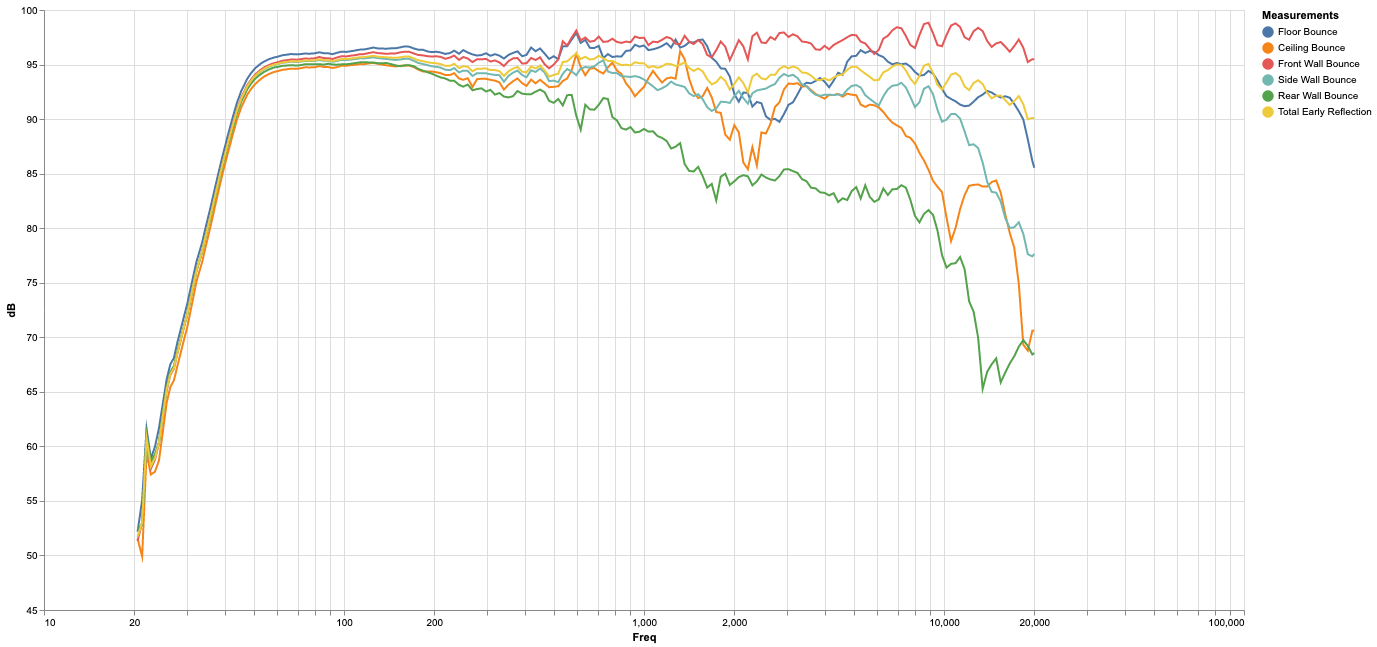 Measurements
Floor Bounce
Ceiling Bounce
Front Wall Bounce
Side Wall Bounce
Rear Wall Bounce
Total Early Reflection
dB
100
95
90
85
80
75
70
65
60
55
50
45
10 20 100 200 1,000 2,000 10,000 20,000 100,000
Freq